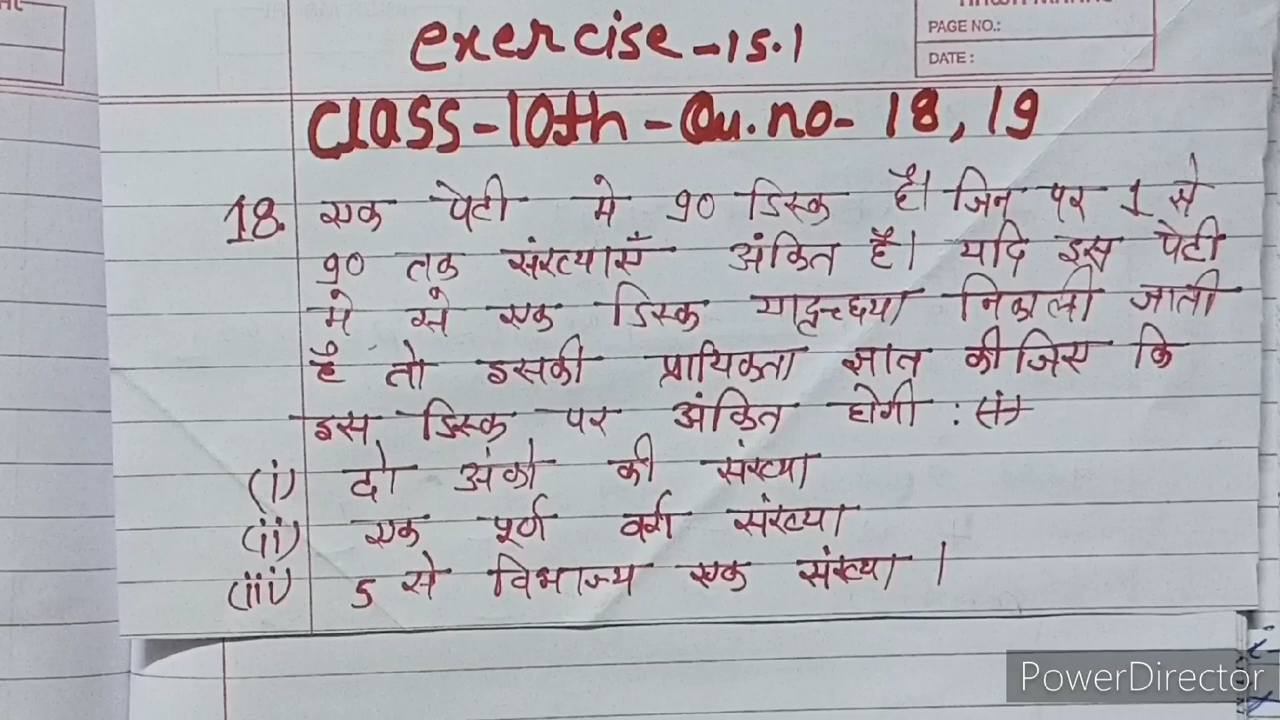 exercise-15.1
PAGE NO.:
DATE :
Class-10th-Qu.no- 18, 19
18. एक पेटी मे 90 डिस्क है। जिन पर 1 से
90 तक संख्याएँ अंकित है। यदि इस पेटी
मे से एक डिस्क यादृच्छया निकाली जाती
है तो इसकी प्रायिकता ज्ञात कीजिए कि
इस डिस्क पर अंकित होगी :
(i) दो अंको की संख्या
(ii) एक पूर्ण वर्ग संख्या
(iii) 5 से विभाज्य एक संख्या ।
PowerDirector